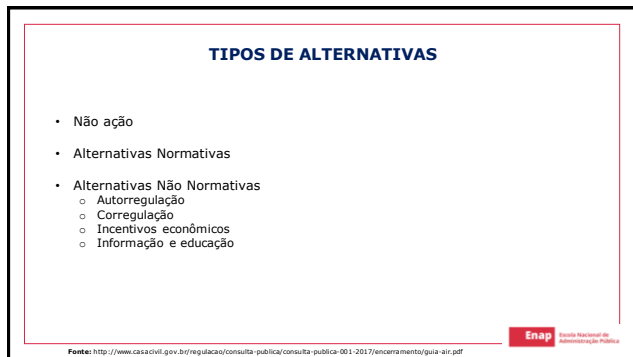 TIPOS DE ALTERNATIVAS
• Não ação
• Alternativas Normativas
• Alternativas Não Normativas
o Autorregulação
o Corregulação
o Incentivos econômicos
o Informação e educação
Enap
Escola Nacional de
Administração Pública
Fonte: http://www.casacivil.gov.br/regulacao/consulta-publica/consulta-publica-001-2017/encerramento/guia-air.pdf